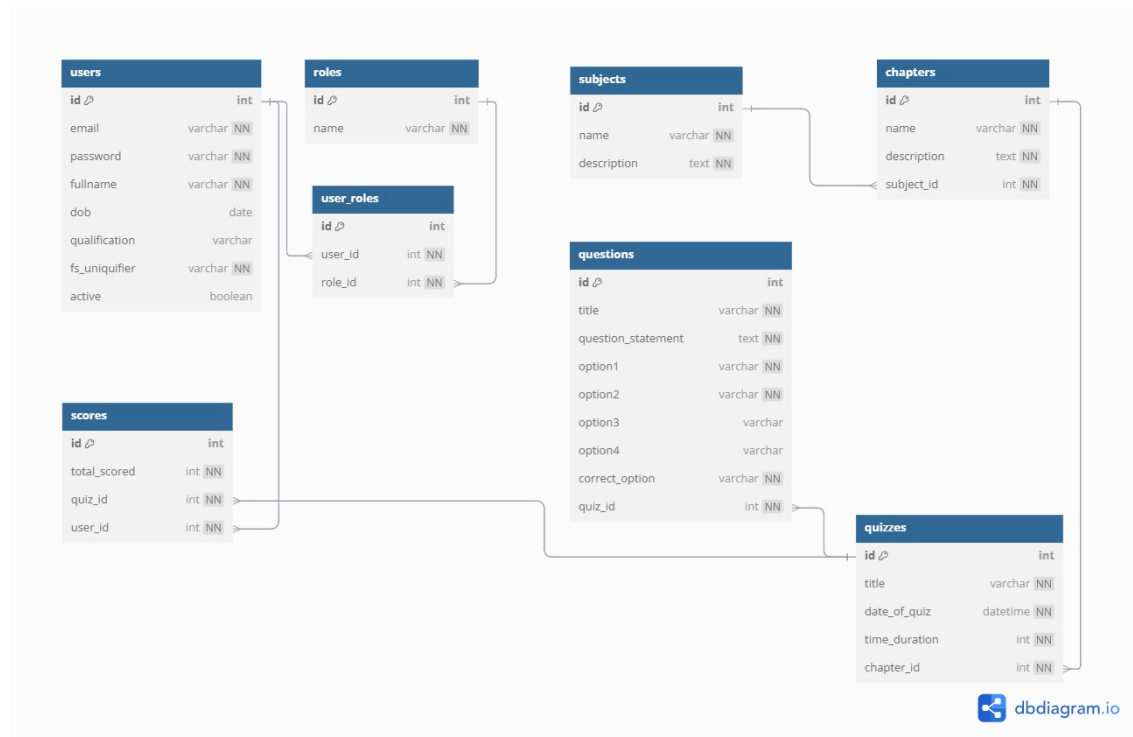 users
id int
email varchar NN
password varchar NN
fullname varchar NN
dob date
qualification varchar
fs_uniquifier varchar NN
active boolean
roles
id int
name varchar NN
user_roles
id int
user_id int NN
role_id int NN
subjects
id int
name varchar NN
description text NN
chapters
id int
name varchar NN
description text NN
subject_id int NN
questions
id int
title varchar NN
question_statement text NN
option1 varchar NN
option2 varchar NN
option3 varchar
option4 varchar
correct_option varchar NN
quiz_id int NN
scores
id int
total_scored int NN
quiz_id int NN
user_id int NN
quizzes
id int
title varchar NN
date_of_quiz datetime NN
time_duration int NN
chapter_id int NN
dbdiagram.io